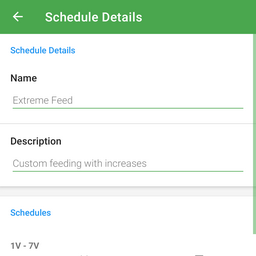 Schedule Details
Schedule Details
Name
Extreme Feed
Description
Custom feeding with increases
Schedules
1V - 7V